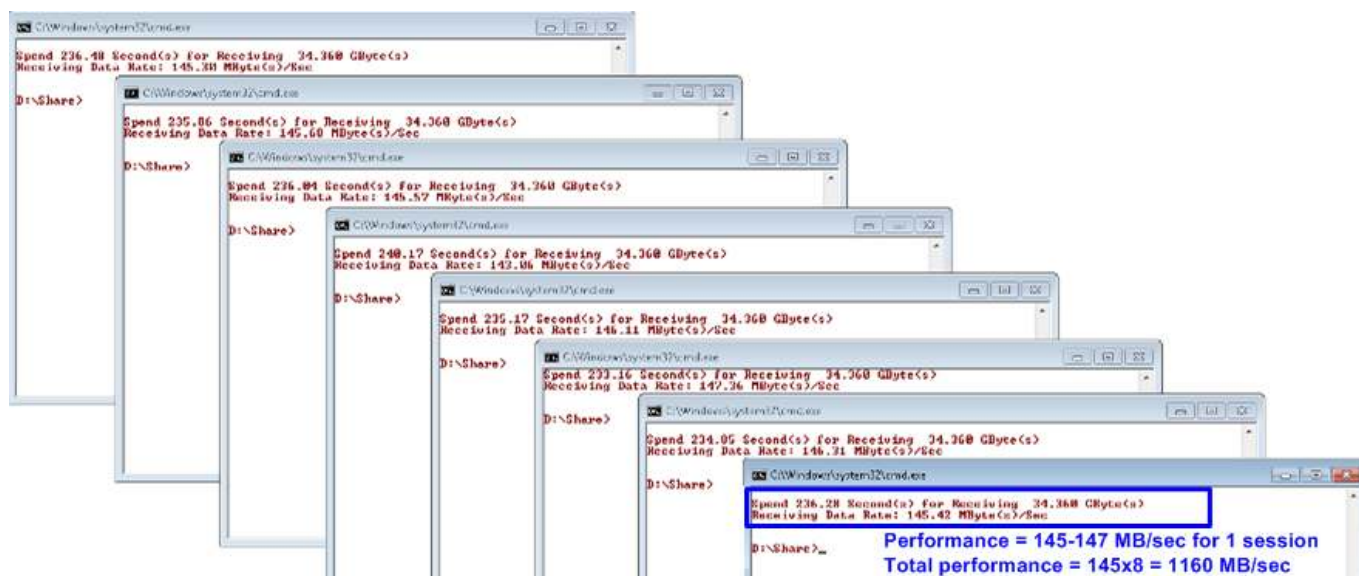 C:\Windows\system32\cmd.exe
Spend 236.48 Second(s) for Receiving 34.360 GByte(s)
Receiving Data Rate: 145.30 MByte(s)/Sec
D:\Share>
C:\Windows\system32\cmd.exe
Spend 235.86 Second(s) for Receiving 34.360 GByte(s)
Receiving Data Rate: 145.68 MByte(s)/Sec
D:\Share>
C:\Windows\system32\cmd.exe
Spend 236.04 Second(s) for Receiving 34.360 GByte(s)
Receiving Data Rate: 145.57 MByte(s)/Sec
D:\Share>
C:\Windows\system32\cmd.exe
Spend 240.17 Second(s) for Receiving 34.360 GByte(s)
Receiving Data Rate: 143.06 MByte(s)/Sec
D:\Share>
C:\Windows\system32\cmd.exe
Spend 235.17 Second(s) for Receiving 34.360 GByte(s)
Receiving Data Rate: 146.11 MByte(s)/Sec
D:\Share>
C:\Windows\system32\cmd.exe
Spend 233.16 Second(s) for Receiving 34.360 GByte(s)
Receiving Data Rate: 147.36 MByte(s)/Sec
D:\Share>
C:\Windows\system32\cmd.exe
Spend 234.85 Second(s) for Receiving 34.360 GByte(s)
Receiving Data Rate: 146.31 MByte(s)/Sec
D:\Share>
C:\Windows\system32\cmd.exe
Spend 236.28 Second(s) for Receiving 34.360 GByte(s)
Receiving Data Rate: 145.42 MByte(s)/Sec
D:\Share>_
Performance = 145-147 MB/sec for 1 session
Total performance = 145x8 = 1160 MB/sec